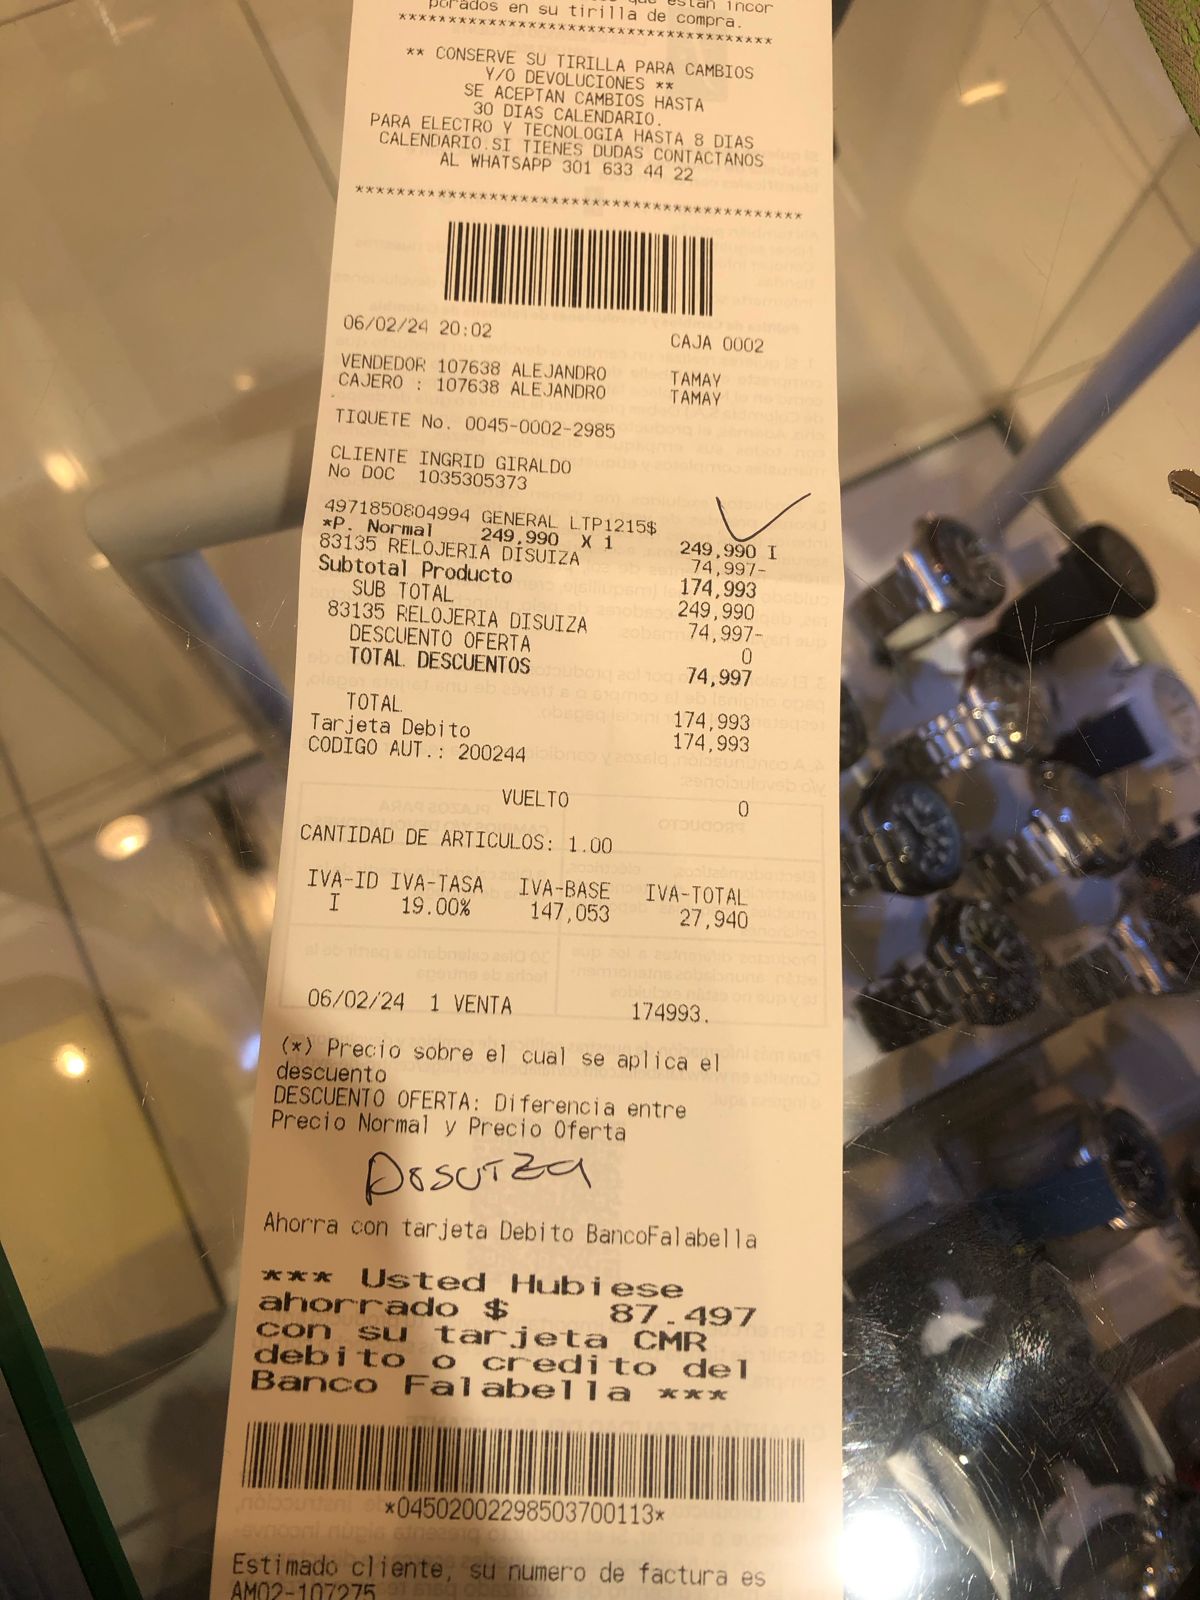 porados en su tirilla de compra.
*************************************
** CONSERVE SU TIRILLA PARA CAMBIOS
Y/O DEVOLUCIONES **
SE ACEPTAN CAMBIOS HASTA
30 DIAS CALENDARIO.
PARA ELECTRO Y TECNOLOGIA HASTA 8 DIAS
CALENDARIO.SI TIENES DUDAS CONTACTANOS
AL WHATSAPP 301 633 44 22
********************************************
06/02/24 20:02 CAJA 0002
VENDEDOR 107638 ALEJANDRO TAMAY
CAJERO : 107638 ALEJANDRO TAMAY
TIQUETE No. 0045-0002-2985
CLIENTE INGRID GIRALDO
No DOC 1035305373
4971850804994 GENERAL LTP1215$ 249,990 I
*P. Normal 249,990 X 1
83135 RELOJERIA DISUIZA 74,997-
Subtotal Producto 174,993
SUB TOTAL 249,990
83135 RELOJERIA DISUIZA 74,997-
DESCUENTO OFERTA 0
TOTAL DESCUENTOS 74,997
TOTAL 174,993
Tarjeta Debito 174,993
CODIGO AUT.: 200244
VUELTO 0
CANTIDAD DE ARTICULOS: 1.00
IVA-ID IVA-TASA IVA-BASE IVA-TOTAL
I 19.00% 147,053 27,940
06/02/24 1 VENTA 174993.
(*) Precio sobre el cual se aplica el
descuento
DESCUENTO OFERTA: Diferencia entre
Precio Normal y Precio Oferta
Ahorra con tarjeta Debito BancoFalabella
*** Usted Hubiese
ahorrado $ 87.497
con su tarjeta CMR
debito o credito del
Banco Falabella ***
*04502002298503700113*
Estimado cliente, su numero de factura es
AM02-107275